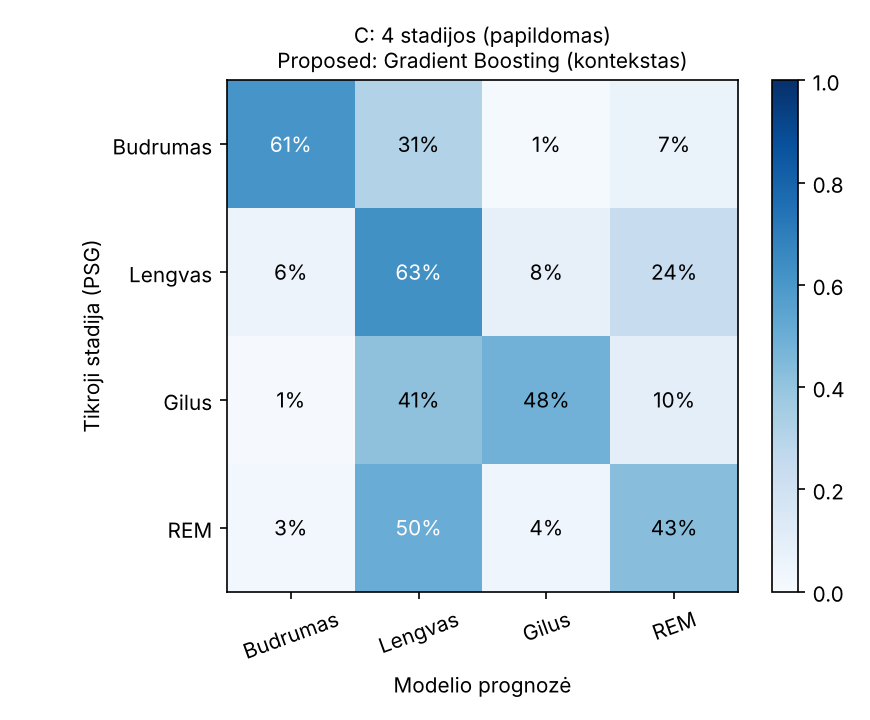 C: 4 stadijos (papildomas)
Proposed: Gradient Boosting (kontekstas)
Tikroji stadija (PSG)
Budrumas 61% 31% 1% 7%
Lengvas 6% 63% 8% 24%
Gilus 1% 41% 48% 10%
REM 3% 50% 4% 43%
Budrumas Lengvas Gilus REM
Modelio prognozė
1.0
0.8
0.6
0.4
0.2
0.0